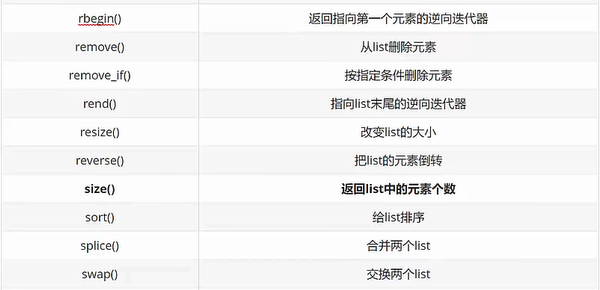 rbegin() 返回指向第一个元素的逆向迭代器
remove() 从list删除元素
remove_if() 按指定条件删除元素
rend() 指向list末尾的逆向迭代器
resize() 改变list的大小
reverse() 把list的元素倒转
size() 返回list中的元素个数
sort() 给list排序
splice() 合并两个list
swap() 交换两个list